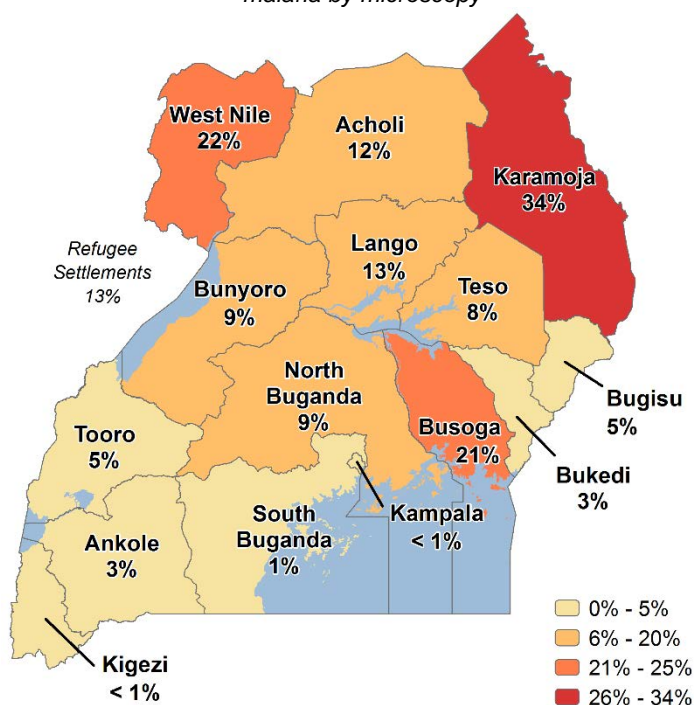 malaria by microscopy
West Nile
22%
Acholi
12%
Karamoja
34%
Refugee
Settlements
13%
Lango
13%
Bunyoro
9%
Teso
8%
North
Buganda
9%
Bugisu
5%
Busoga
21%
Tooro
5%
Bukedi
3%
South
Buganda
1%
Kampala
< 1%
Ankole
3%
Kigezi
< 1%
0% - 5%
6% - 20%
21% - 25%
26% - 34%